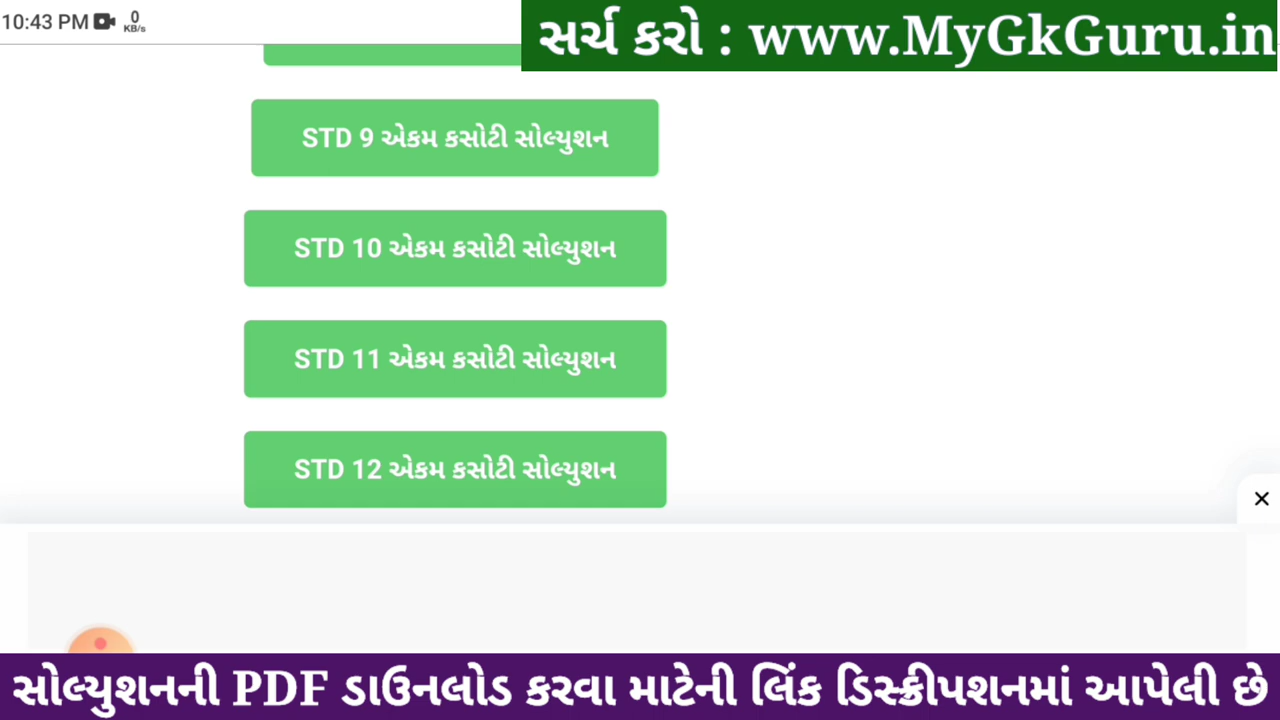 10:43 PM 0 KB/s
સર્ચ કરો : www.MyGkGuru.in
STD 9 એકમ કસોટી સોલ્યુશન
STD 10 એકમ કસોટી સોલ્યુશન
STD 11 એકમ કસોટી સોલ્યુશન
STD 12 એકમ કસોટી સોલ્યુશન
સોલ્યુશનની PDF ડાઉનલોડ કરવા માટેની લિંક ડિસ્ક્રીપશનમાં આપેલી છે